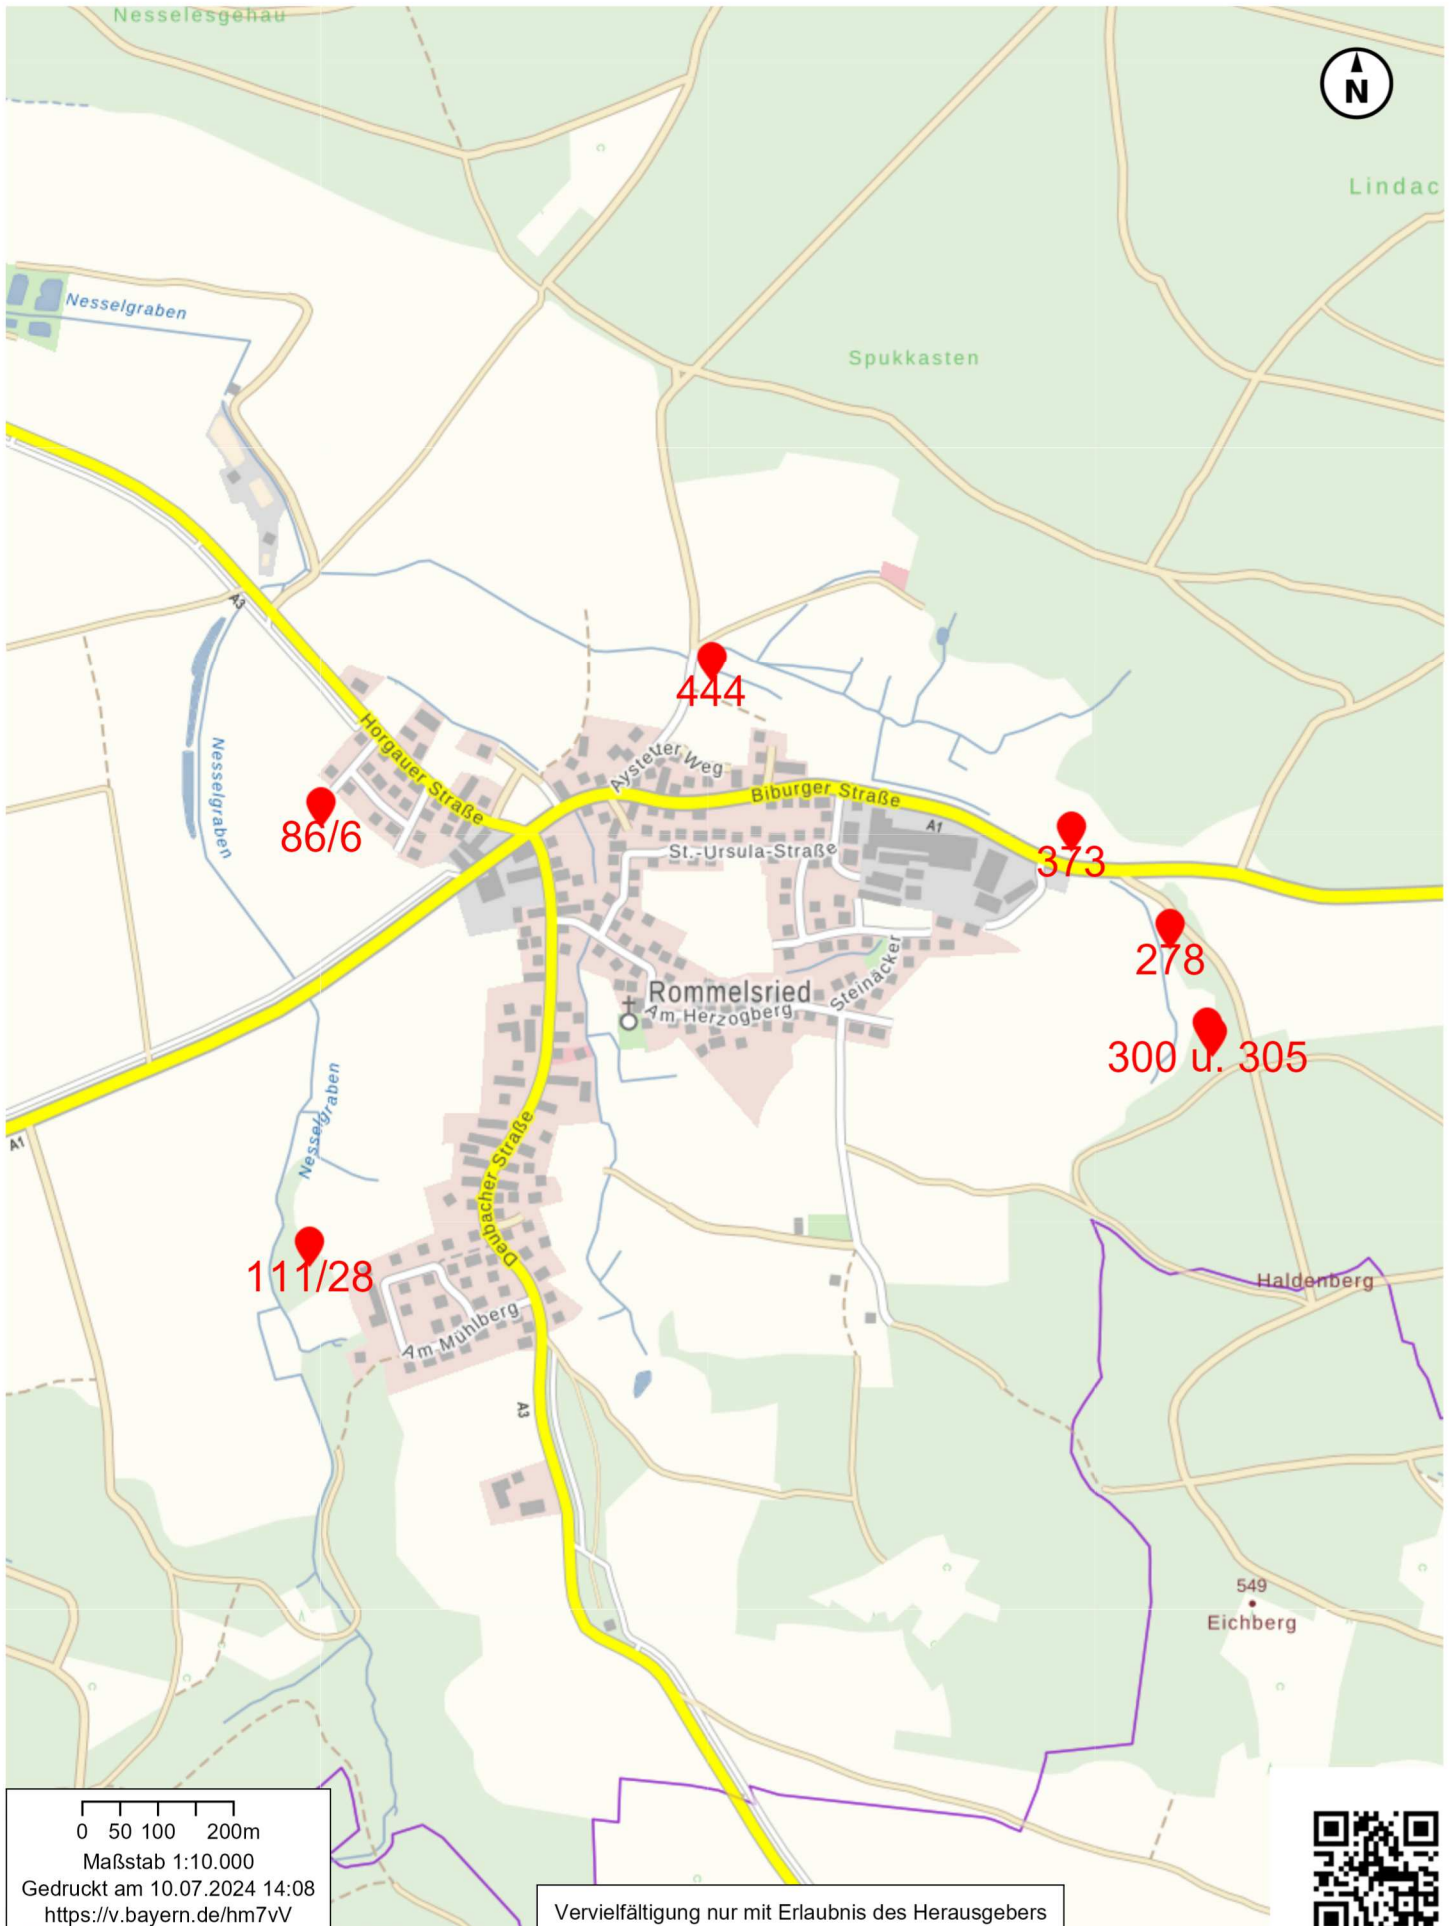 Nesselesgehau
N
Lindac
Nesselgraben
Spukkasten
A3
444
Horgauer Straße
Nesselgraben
Aystetter Weg
Biburger Straße
86/6
A1
St.-Ursula-Straße
373
278
Steinäcker
Rommelsried
Am Herzogberg
300 u. 305
Nesselgraben
A1
Deubacher Straße
111/28
Haldenberg
Am Mühlberg
A3
549
Eichberg
0 50 100 200m
Maßstab 1:10.000
Gedruckt am 10.07.2024 14:08
https://v.bayern.de/hm7vV
Vervielfältigung nur mit Erlaubnis des Herausgebers